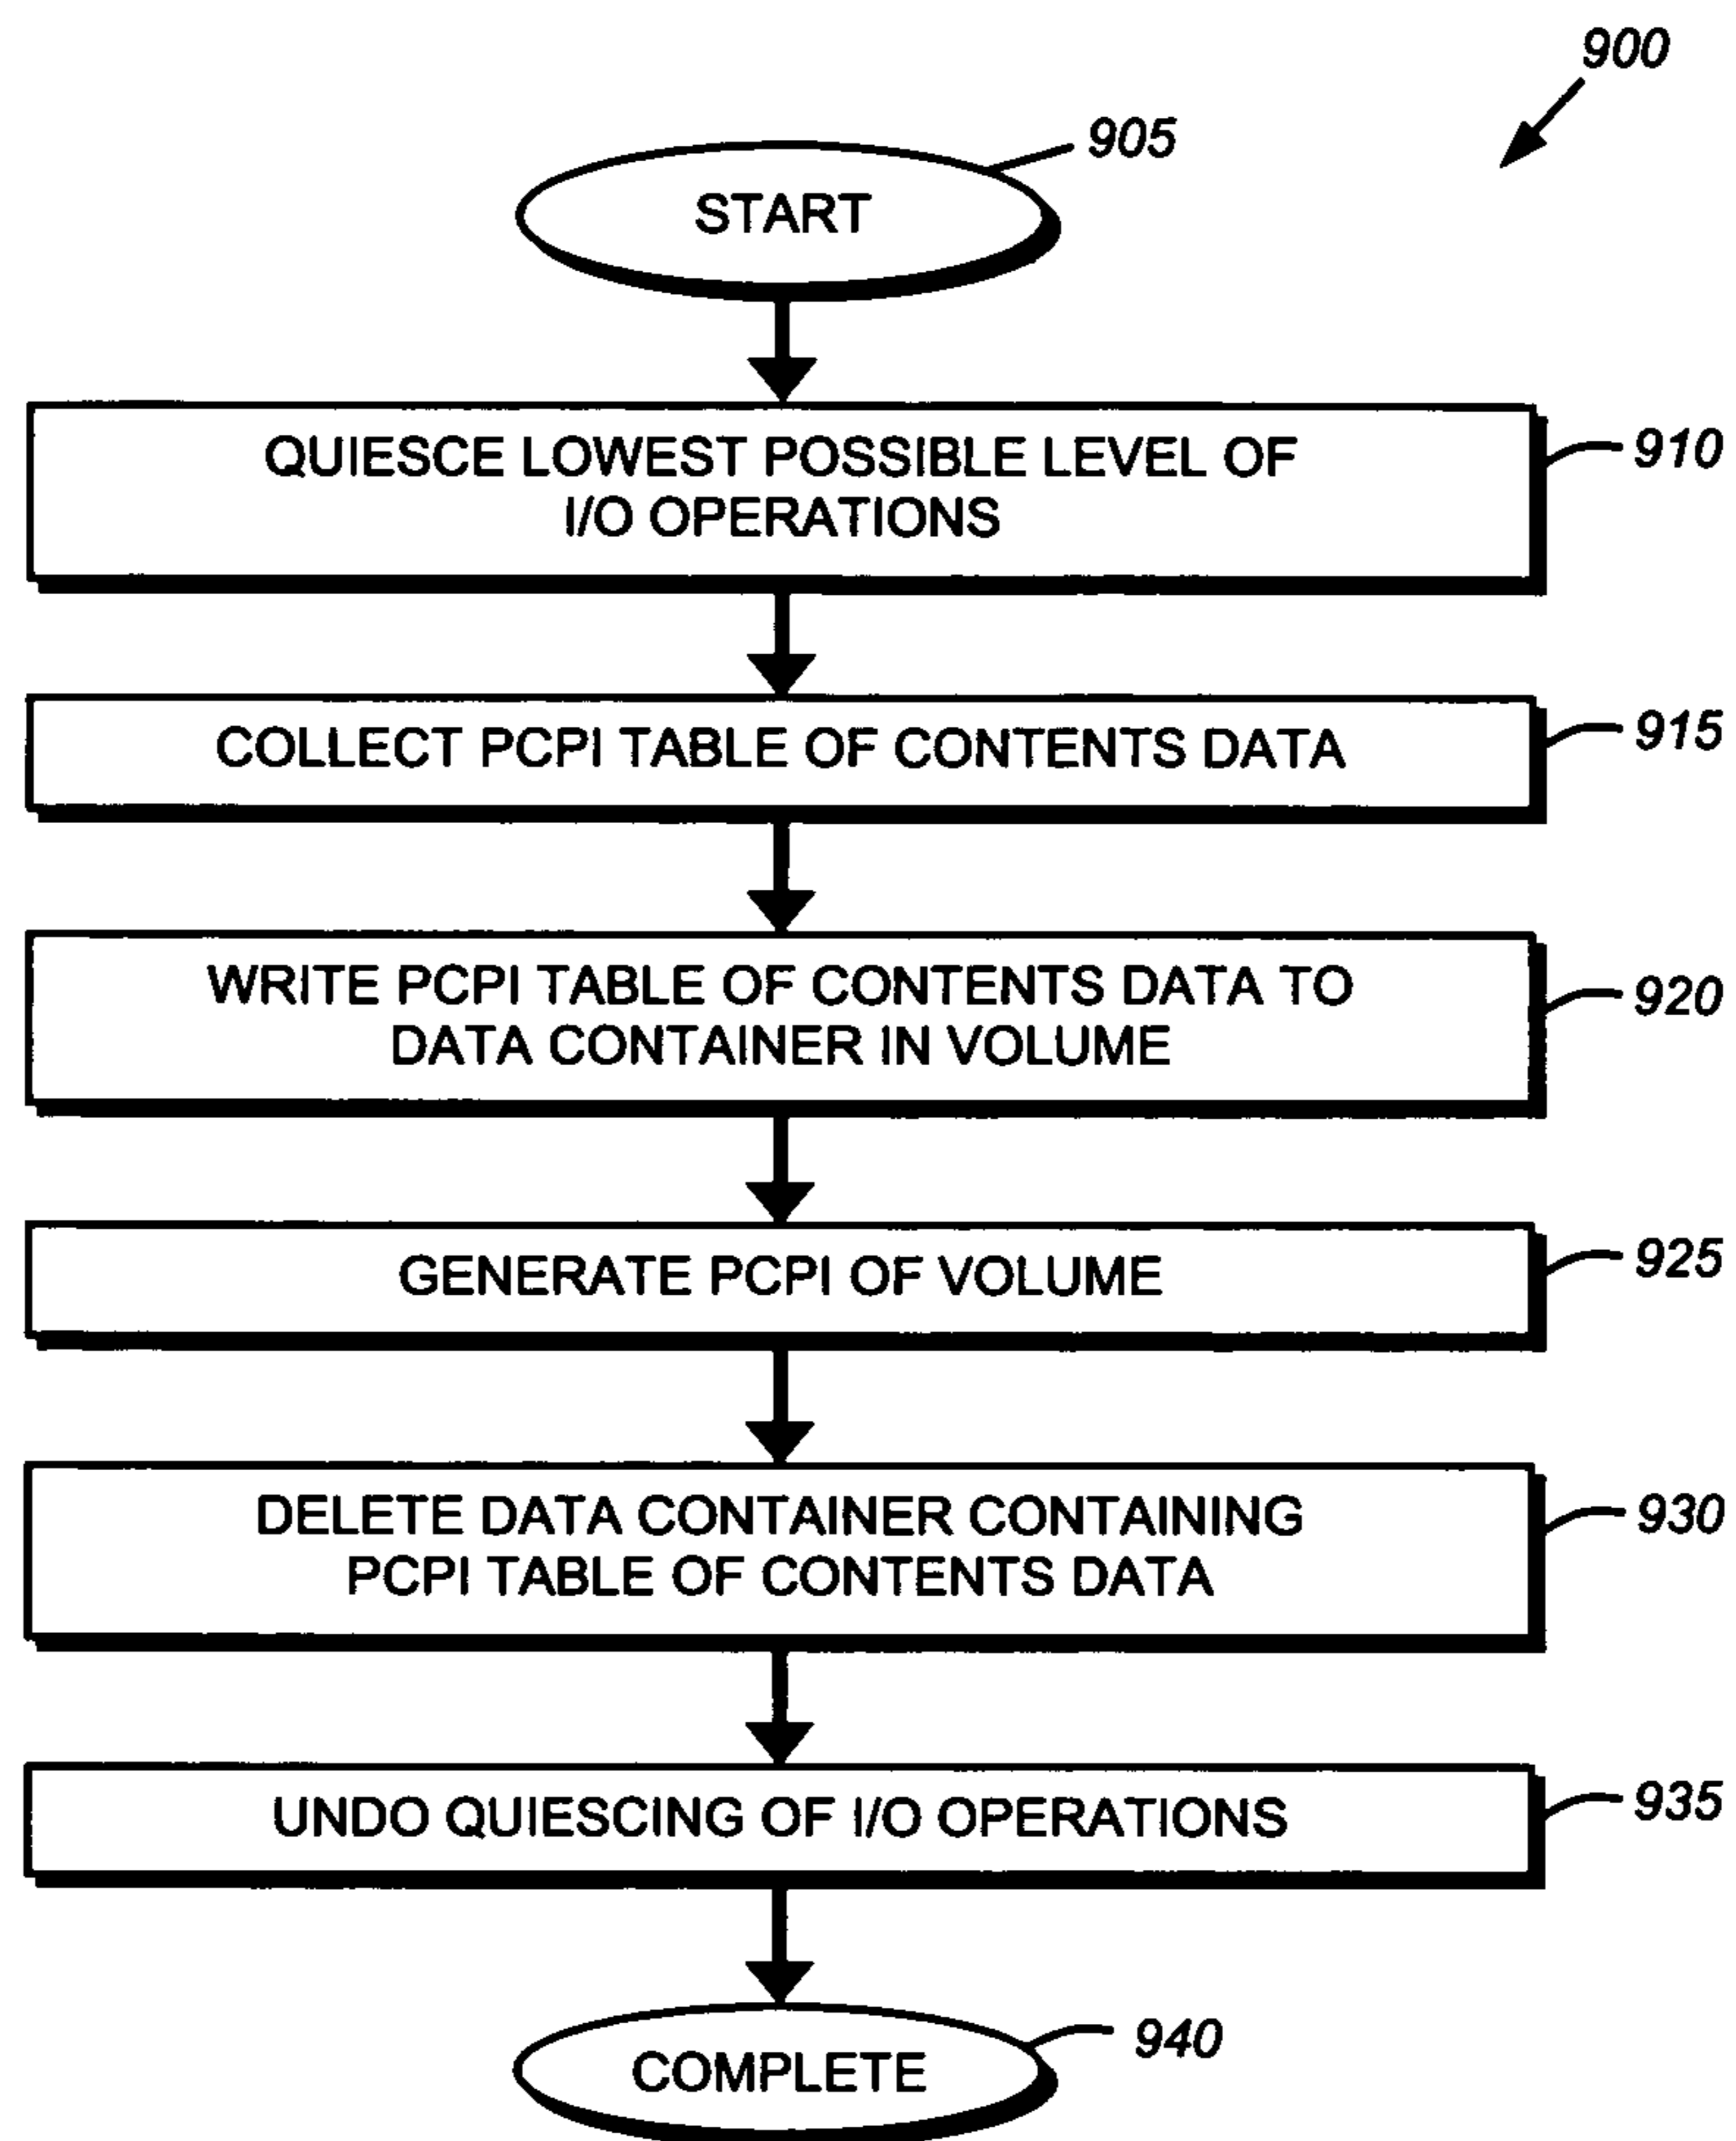 900
905
START
QUIESCE LOWEST POSSIBLE LEVEL OF
I/O OPERATIONS
910
COLLECT PCPI TABLE OF CONTENTS DATA
915
WRITE PCPI TABLE OF CONTENTS DATA TO
DATA CONTAINER IN VOLUME
920
GENERATE PCPI OF VOLUME
925
DELETE DATA CONTAINER CONTAINING
PCPI TABLE OF CONTENTS DATA
930
UNDO QUIESCING OF I/O OPERATIONS
935
COMPLETE
940